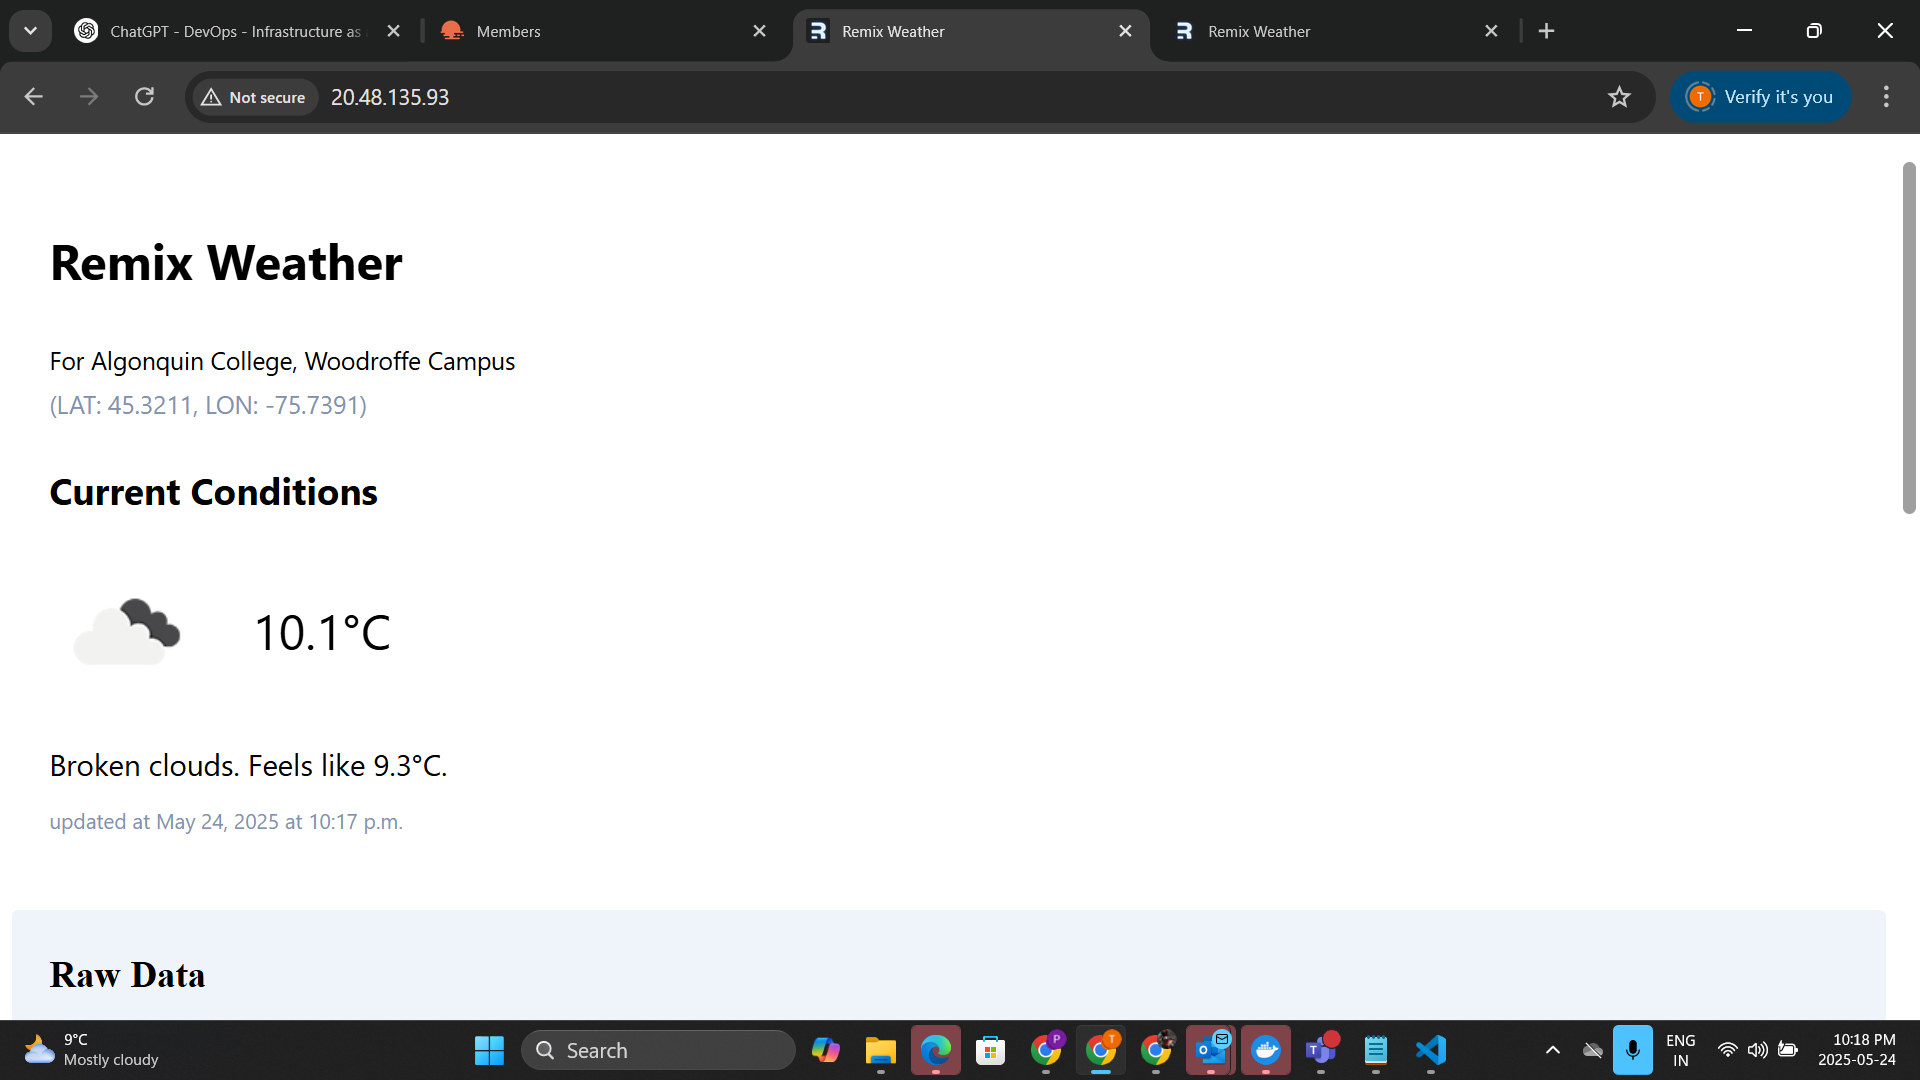 ChatGPT - DevOps - Infrastructure as
Members
Remix Weather
Remix Weather
Not secure
20.48.135.93
T
Verify it's you
Remix Weather
For Algonquin College, Woodroffe Campus
(LAT: 45.3211, LON: -75.7391)
Current Conditions
10.1°C
Broken clouds. Feels like 9.3°C.
updated at May 24, 2025 at 10:17 p.m.
Raw Data
9°C
Mostly cloudy
Search
P
T
ENG
IN
10:18 PM
2025-05-24